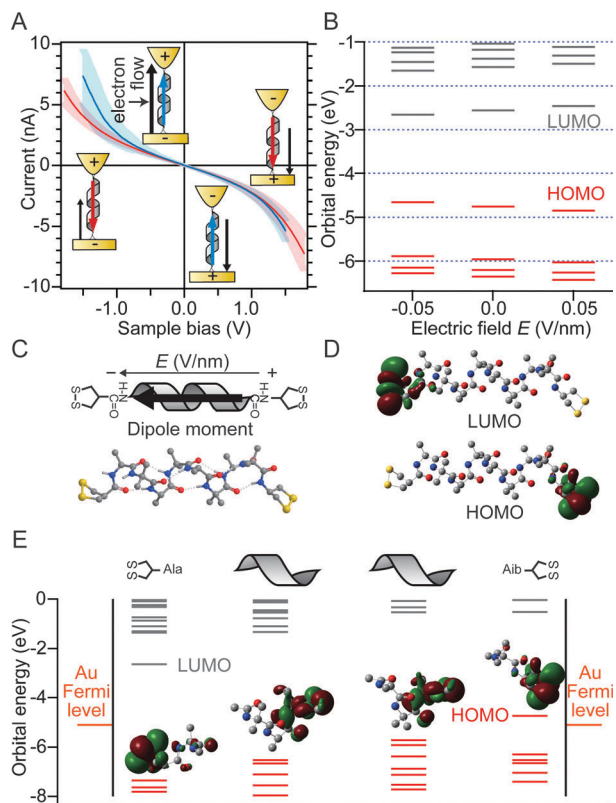 A
10
5
0
-5
-10
Current (nA)
-1.0
0.0
1.0
Sample bias (V)
electron
flow
+
-
-
+
+
-
-
+
B
-1
-2
-3
-4
-5
-6
Orbital energy (eV)
LUMO
HOMO
-0.05
0.0
0.05
Electric field E (V/nm)
C
− E (V/nm) +
S
S
C
O
N
H
H
N
C
O
S
S
Dipole moment
D
LUMO
HOMO
E
S
S
Ala
Aib
S
S
0
-2
-4
-6
-8
Orbital energy (eV)
LUMO
HOMO
Au
Fermi
level
Au
Fermi
level